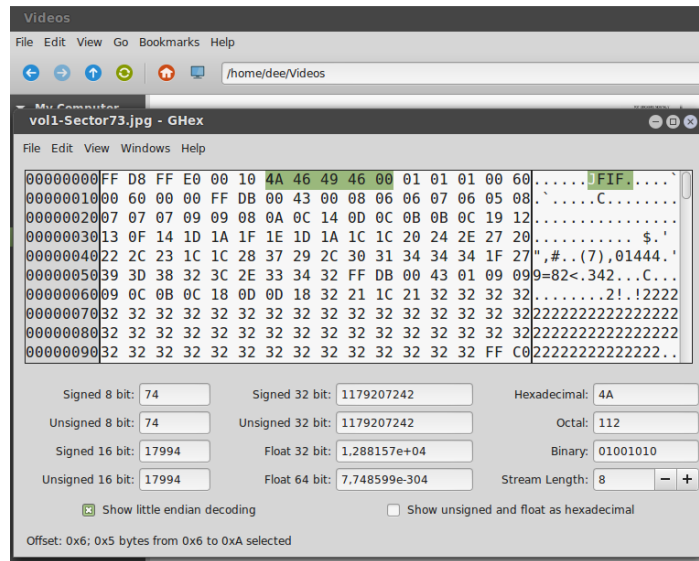 Videos
File Edit View Go Bookmarks Help
/home/dee/Videos
My Computer
vol1-Sector73.jpg - GHex
File Edit View Windows Help
00000000 FF D8 FF E0 00 10 4A 46 49 46 00 01 01 01 00 60 ......JFIF.....`
00000010 00 60 00 00 FF DB 00 43 00 08 06 06 07 06 05 08 .`.....C........
00000020 07 07 07 09 09 08 0A 0C 14 0D 0C 0B 0B 0C 19 12 ................
00000030 13 0F 14 1D 1A 1F 1E 1D 1A 1C 1C 20 24 2E 27 20 ........... $.'
00000040 22 2C 23 1C 1C 28 37 29 2C 30 31 34 34 34 1F 27 ",#..(7),01444.'
00000050 39 3D 38 32 3C 2E 33 34 32 FF DB 00 43 01 09 09 9=82<.342...C...
00000060 09 0C 0B 0C 18 0D 0D 18 32 21 1C 21 32 32 32 32 ........2!.!2222
00000070 32 32 32 32 32 32 32 32 32 32 32 32 32 32 32 32 2222222222222222
00000080 32 32 32 32 32 32 32 32 32 32 32 32 32 32 32 32 2222222222222222
00000090 32 32 32 32 32 32 32 32 32 32 32 32 32 32 FF C0 22222222222222..
Signed 8 bit: 74 Signed 32 bit: 1179207242 Hexadecimal: 4A
Unsigned 8 bit: 74 Unsigned 32 bit: 1179207242 Octal: 112
Signed 16 bit: 17994 Float 32 bit: 1,288157e+04 Binary: 01001010
Unsigned 16 bit: 17994 Float 64 bit: 7,748599e-304 Stream Length: 8 − +
Show little endian decoding Show unsigned and float as hexadecimal
Offset: 0x6; 0x5 bytes from 0x6 to 0xA selected